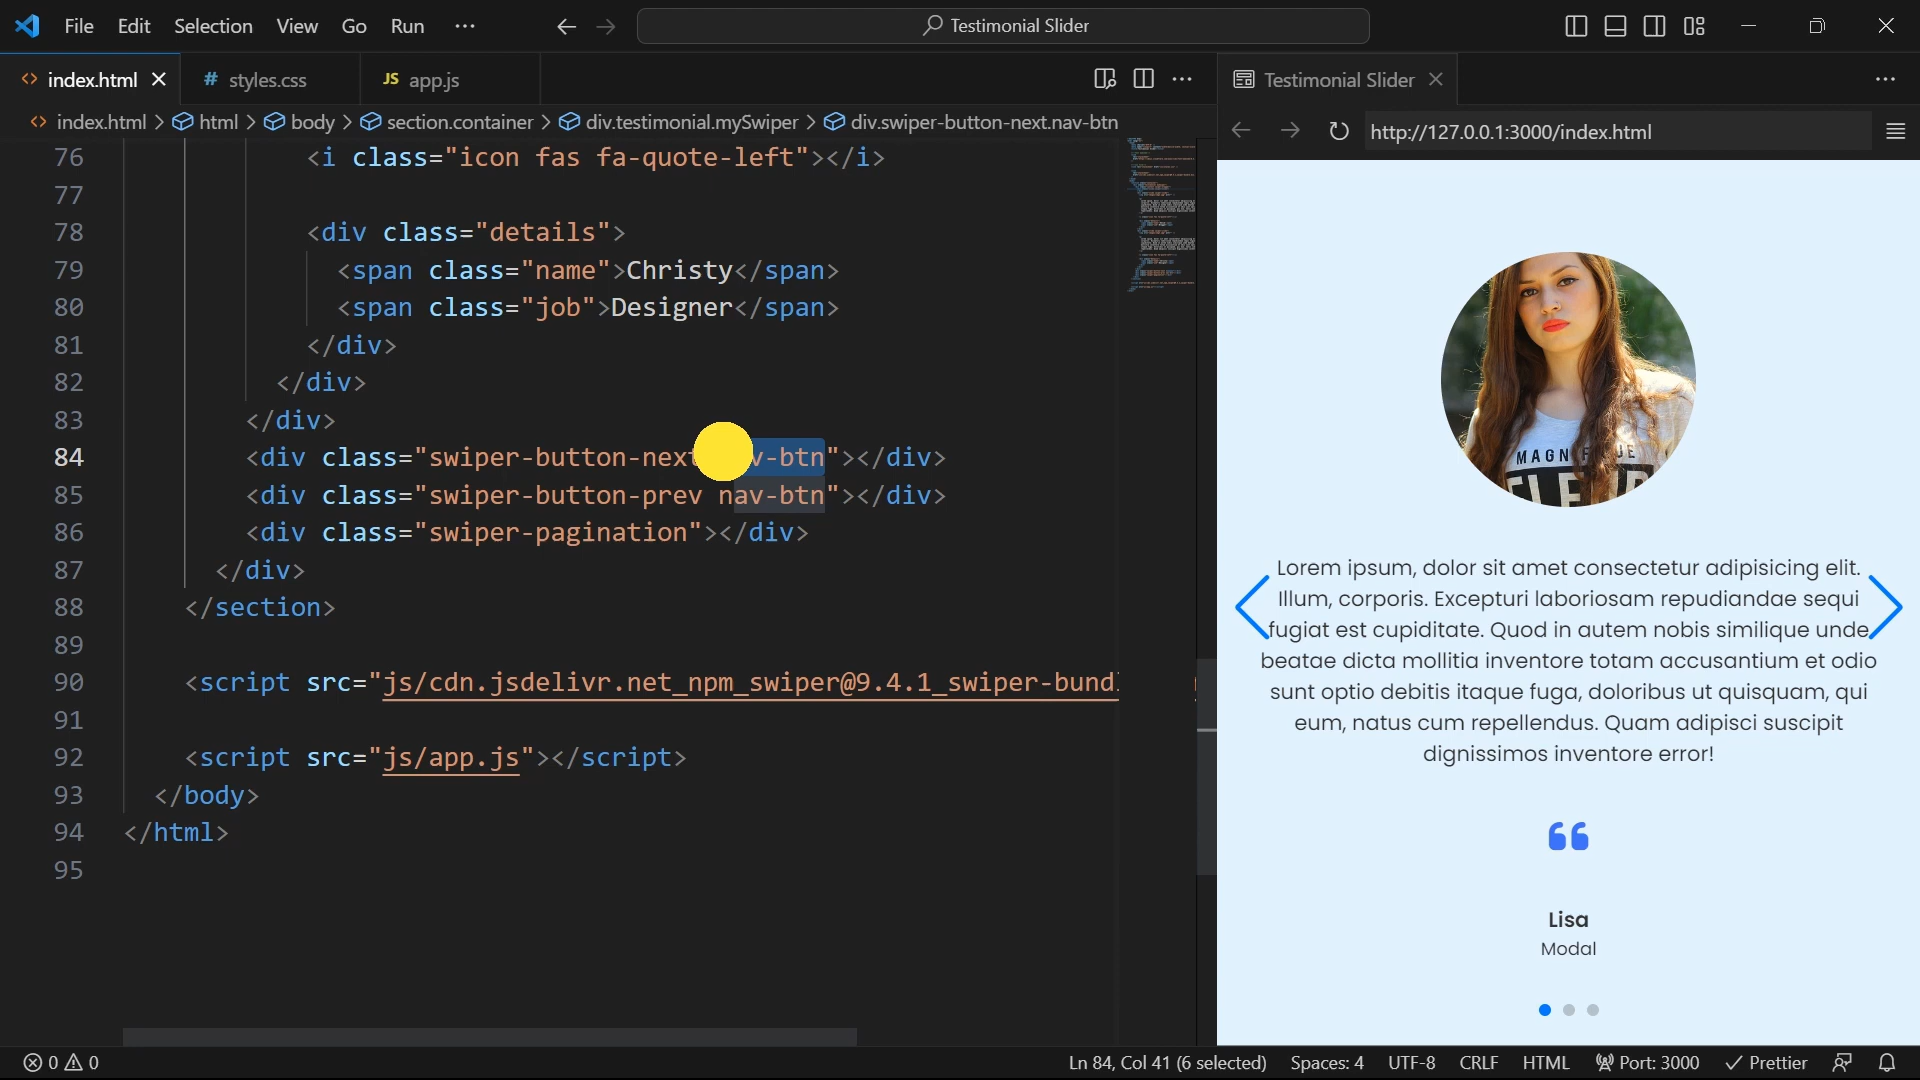 File Edit Selection View Go Run ··· Testimonial Slider
index.html # styles.css JS app.js Testimonial Slider
index.html > html > body > section.container > div.testimonial.mySwiper > div.swiper-button-next.nav-btn
http://127.0.0.1:3000/index.html
76 <i class="icon fas fa-quote-left"></i>
77
78 <div class="details">
79 <span class="name">Christy</span>
80 <span class="job">Designer</span>
81 </div>
82 </div>
83 </div>
84 <div class="swiper-button-next v-btn"></div>
85 <div class="swiper-button-prev nav-btn"></div>
86 <div class="swiper-pagination"></div>
87 </div>
88 </section>
89
90 <script src="js/cdn.jsdelivr.net_npm_swiper@9.4.1_swiper-bundl
91
92 <script src="js/app.js"></script>
93 </body>
94 </html>
95
MAGN
Lorem ipsum, dolor sit amet consectetur adipisicing elit.
Illum, corporis. Excepturi laboriosam repudiandae sequi
fugiat est cupiditate. Quod in autem nobis similique unde
beatae dicta mollitia inventore totam accusantium et odio
sunt optio debitis itaque fuga, doloribus ut quisquam, qui
eum, natus cum repellendus. Quam adipisci suscipit
dignissimos inventore error!
Lisa
Modal
0 0 Ln 84, Col 41 (6 selected) Spaces: 4 UTF-8 CRLF HTML Port: 3000 Prettier